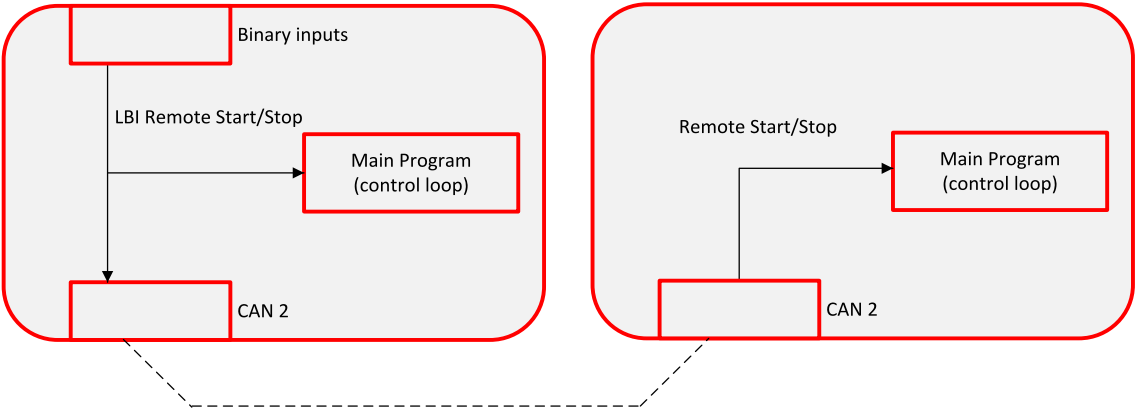 Binary inputs
LBI Remote Start/Stop
Main Program
(control loop)
CAN 2
Remote Start/Stop
Main Program
(control loop)
CAN 2